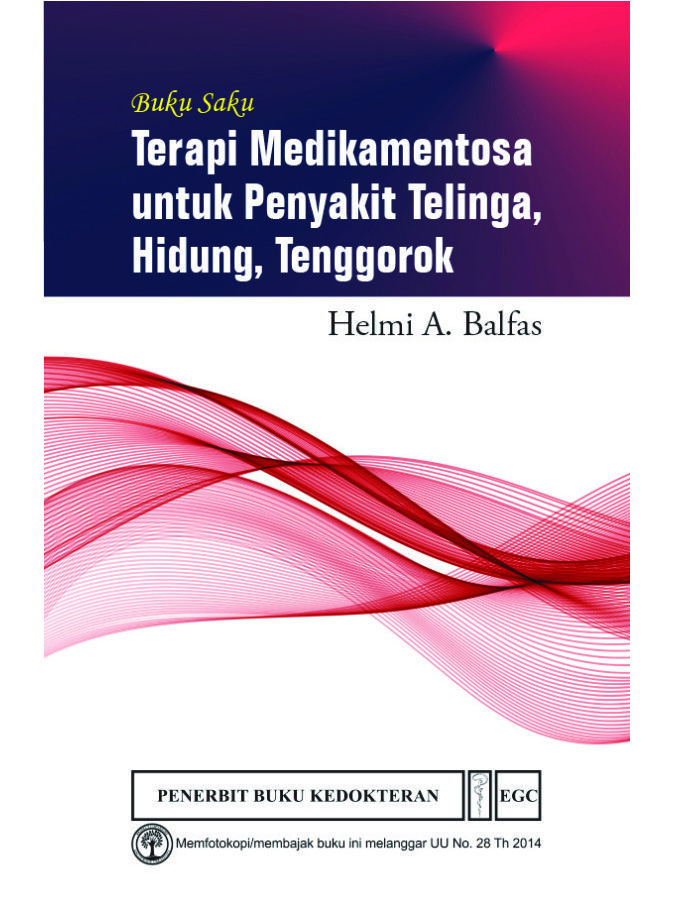 Buku Saku
Terapi Medikamentosa
untuk Penyakit Telinga,
Hidung, Tenggorok
Helmi A. Balfas
PENERBIT BUKU KEDOKTERAN EGC
Memfotokopi/membajak buku ini melanggar UU No. 28 Th 2014